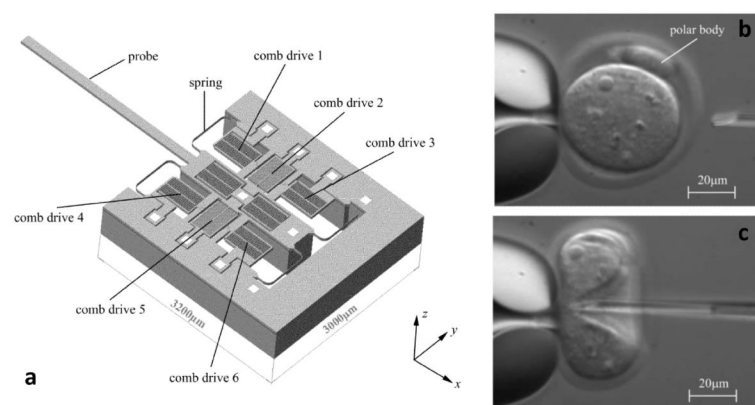 probe
comb drive 1
spring
comb drive 2
comb drive 3
comb drive 4
comb drive 5
comb drive 6
3200μm
3000μm
z
y
x
a
polar body
b
20μm
c
20μm